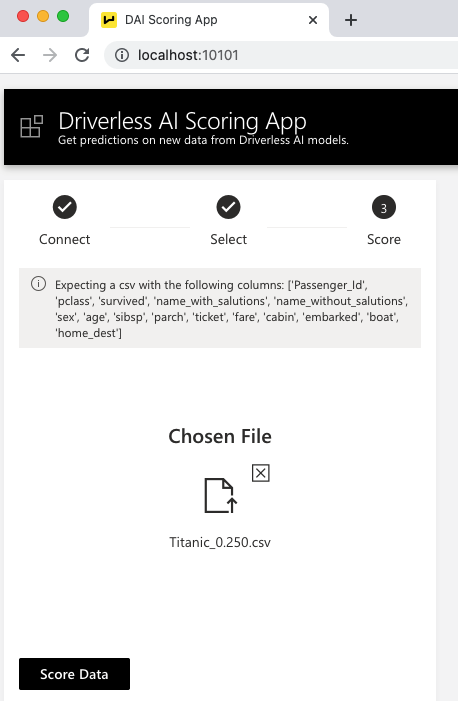 DAI Scoring App
localhost:10101
Driverless AI Scoring App
Get predictions on new data from Driverless AI models.
3
Connect
Select
Score
Expecting a csv with the following columns: ['Passenger_Id',
'pclass', 'survived', 'name_with_salutions', 'name_without_salutions',
'sex', 'age', 'sibsp', 'parch', 'ticket', 'fare', 'cabin', 'embarked', 'boat',
'home_dest']
Chosen File
Titanic_0.250.csv
Score Data